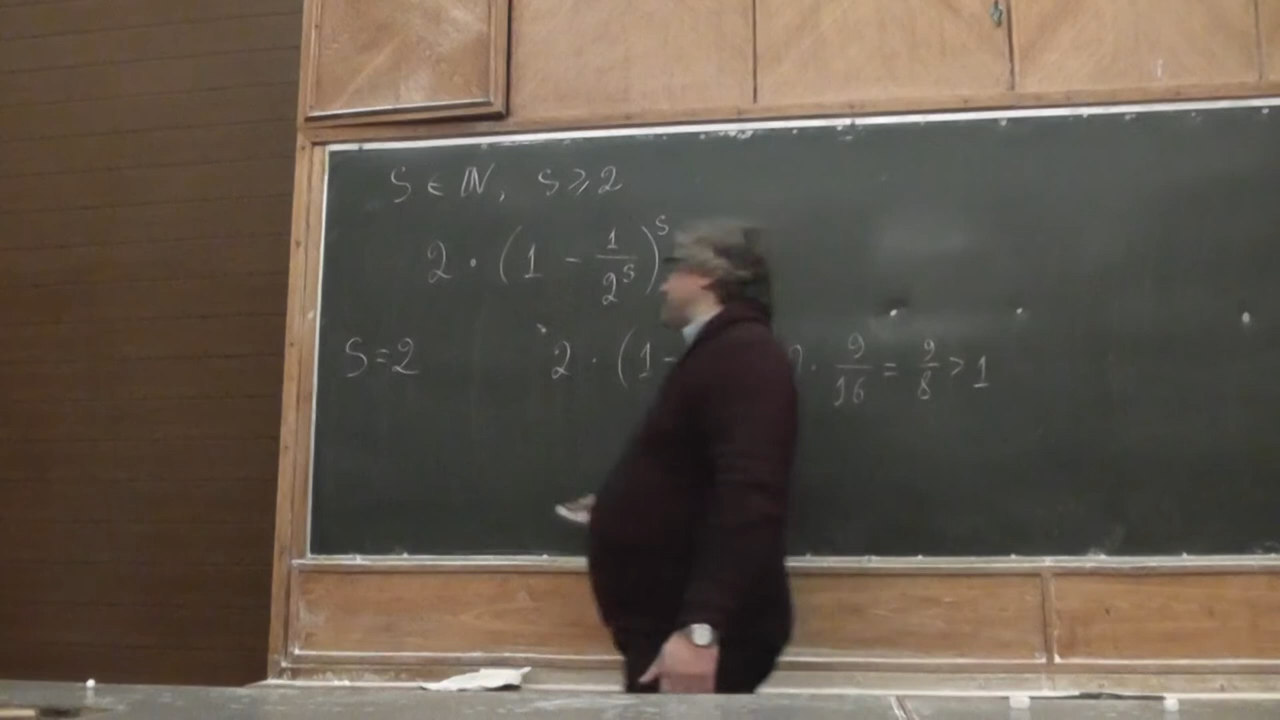 S ∈ ℕ, S ⩾ 2
2 · (1 - 1/2^S)^S
S=2 2 · (1- · 9/16 = 9/8 > 1